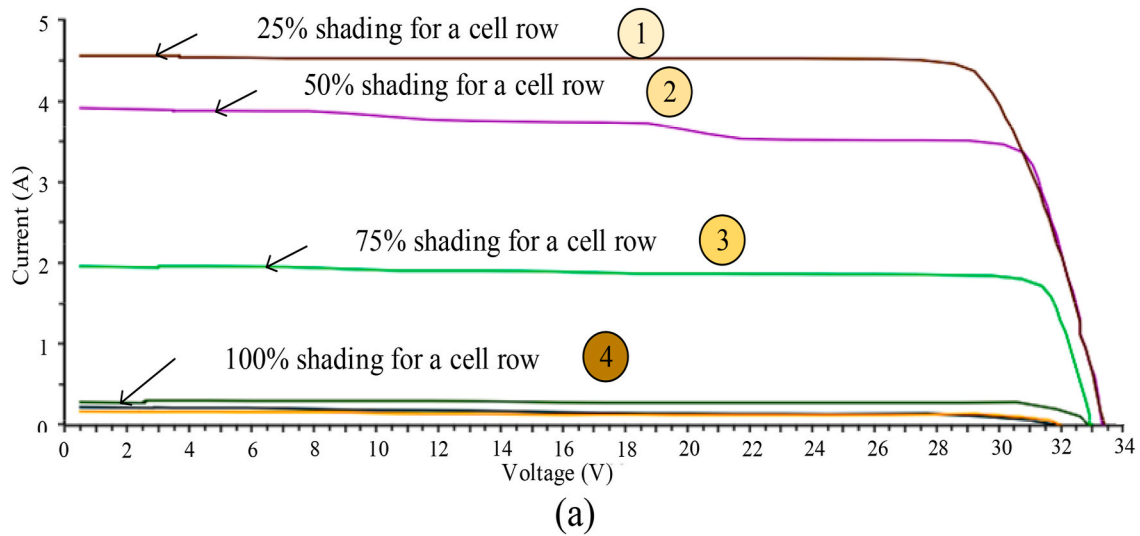 5
25% shading for a cell row 1
50% shading for a cell row 2
4
3
Current (A)
75% shading for a cell row 3
2
1
100% shading for a cell row 4
0
0 2 4 6 8 10 12 14 16 18 20 22 24 26 28 30 32 34
Voltage (V)
(a)